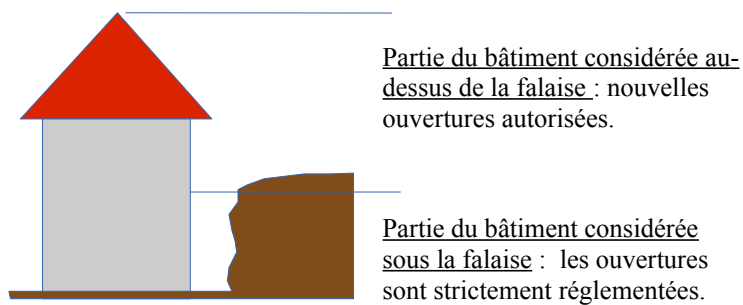 Partie du bâtiment considérée au-
dessus de la falaise : nouvelles
ouvertures autorisées.
Partie du bâtiment considérée
sous la falaise : les ouvertures
sont strictement réglementées.